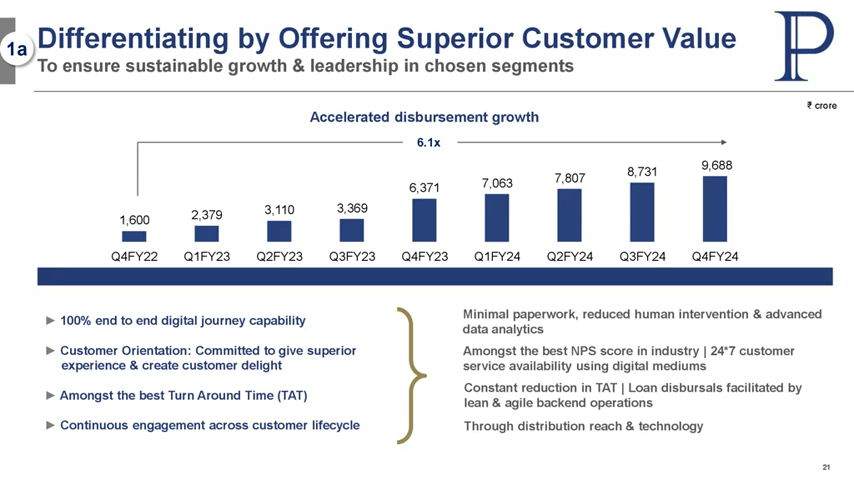 1a
Differentiating by Offering Superior Customer Value
To ensure sustainable growth & leadership in chosen segments
P
₹ crore
Accelerated disbursement growth
6.1x
1,600 2,379 3,110 3,369 6,371 7,063 7,807 8,731 9,688
Q4FY22 Q1FY23 Q2FY23 Q3FY23 Q4FY23 Q1FY24 Q2FY24 Q3FY24 Q4FY24
► 100% end to end digital journey capability
► Customer Orientation: Committed to give superior
experience & create customer delight
► Amongst the best Turn Around Time (TAT)
► Continuous engagement across customer lifecycle
Minimal paperwork, reduced human intervention & advanced
data analytics
Amongst the best NPS score in industry | 24*7 customer
service availability using digital mediums
Constant reduction in TAT | Loan disbursals facilitated by
lean & agile backend operations
Through distribution reach & technology
21